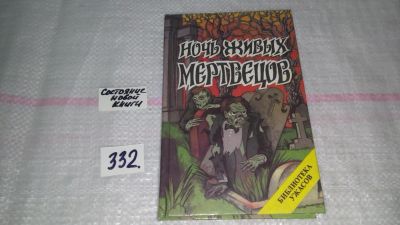 НОЧЬ ЖИВЫХ
МЕРТВЕЦОВ
Состояние
новой
книги
332.
БИБЛИОТЕКА
УЖАСОВ